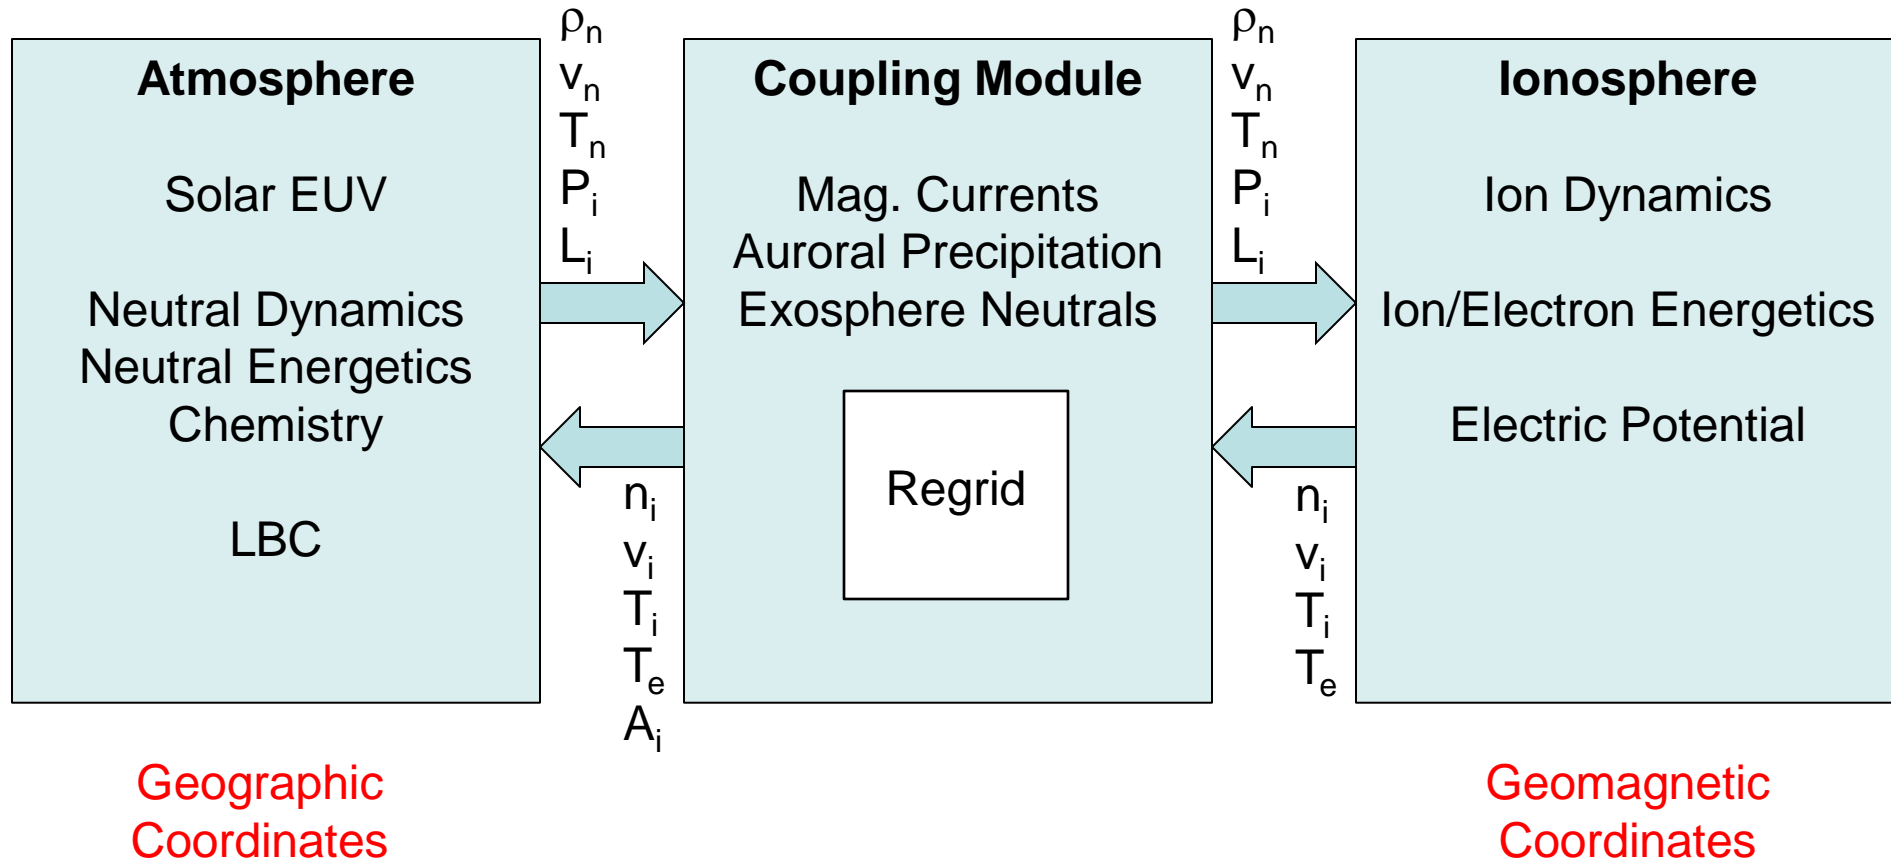 Atmosphere
Solar EUV
Neutral Dynamics
Neutral Energetics
Chemistry
LBC
Geographic
Coordinates
ρn
vn
Tn
Pi
Li
ni
vi
Ti
Te
Ai
Coupling Module
Mag. Currents
Auroral Precipitation
Exosphere Neutrals
Regrid
ρn
vn
Tn
Pi
Li
ni
vi
Ti
Te
Ionosphere
Ion Dynamics
Ion/Electron Energetics
Electric Potential
Geomagnetic
Coordinates